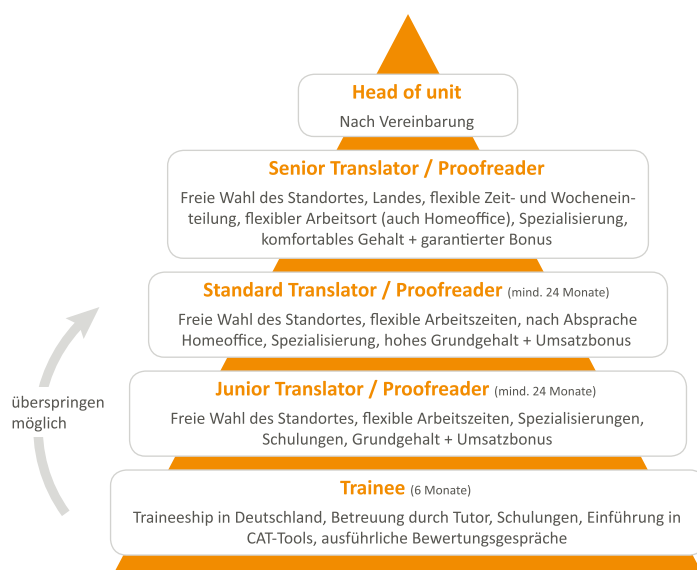 Head of unit
Nach Vereinbarung
Senior Translator / Proofreader
Freie Wahl des Standortes, Landes, flexible Zeit- und Wochenein-
teilung, flexibler Arbeitsort (auch Homeoffice), Spezialisierung,
komfortables Gehalt + garantierter Bonus
Standard Translator / Proofreader (mind. 24 Monate)
Freie Wahl des Standortes, flexible Arbeitszeiten, nach Absprache
Homeoffice, Spezialisierung, hohes Grundgehalt + Umsatzbonus
Junior Translator / Proofreader (mind. 24 Monate)
Freie Wahl des Standortes, flexible Arbeitszeiten, Spezialisierungen,
Schulungen, Grundgehalt + Umsatzbonus
Trainee (6 Monate)
Traineeship in Deutschland, Betreuung durch Tutor, Schulungen, Einführung in
CAT-Tools, ausführliche Bewertungsgespräche
überspringen
möglich